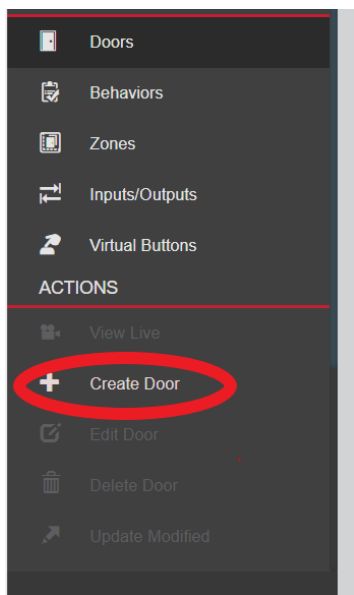 Doors
Behaviors
Zones
Inputs/Outputs
Virtual Buttons
ACTIONS
View Live
Create Door
Edit Door
Delete Door
Update Modified